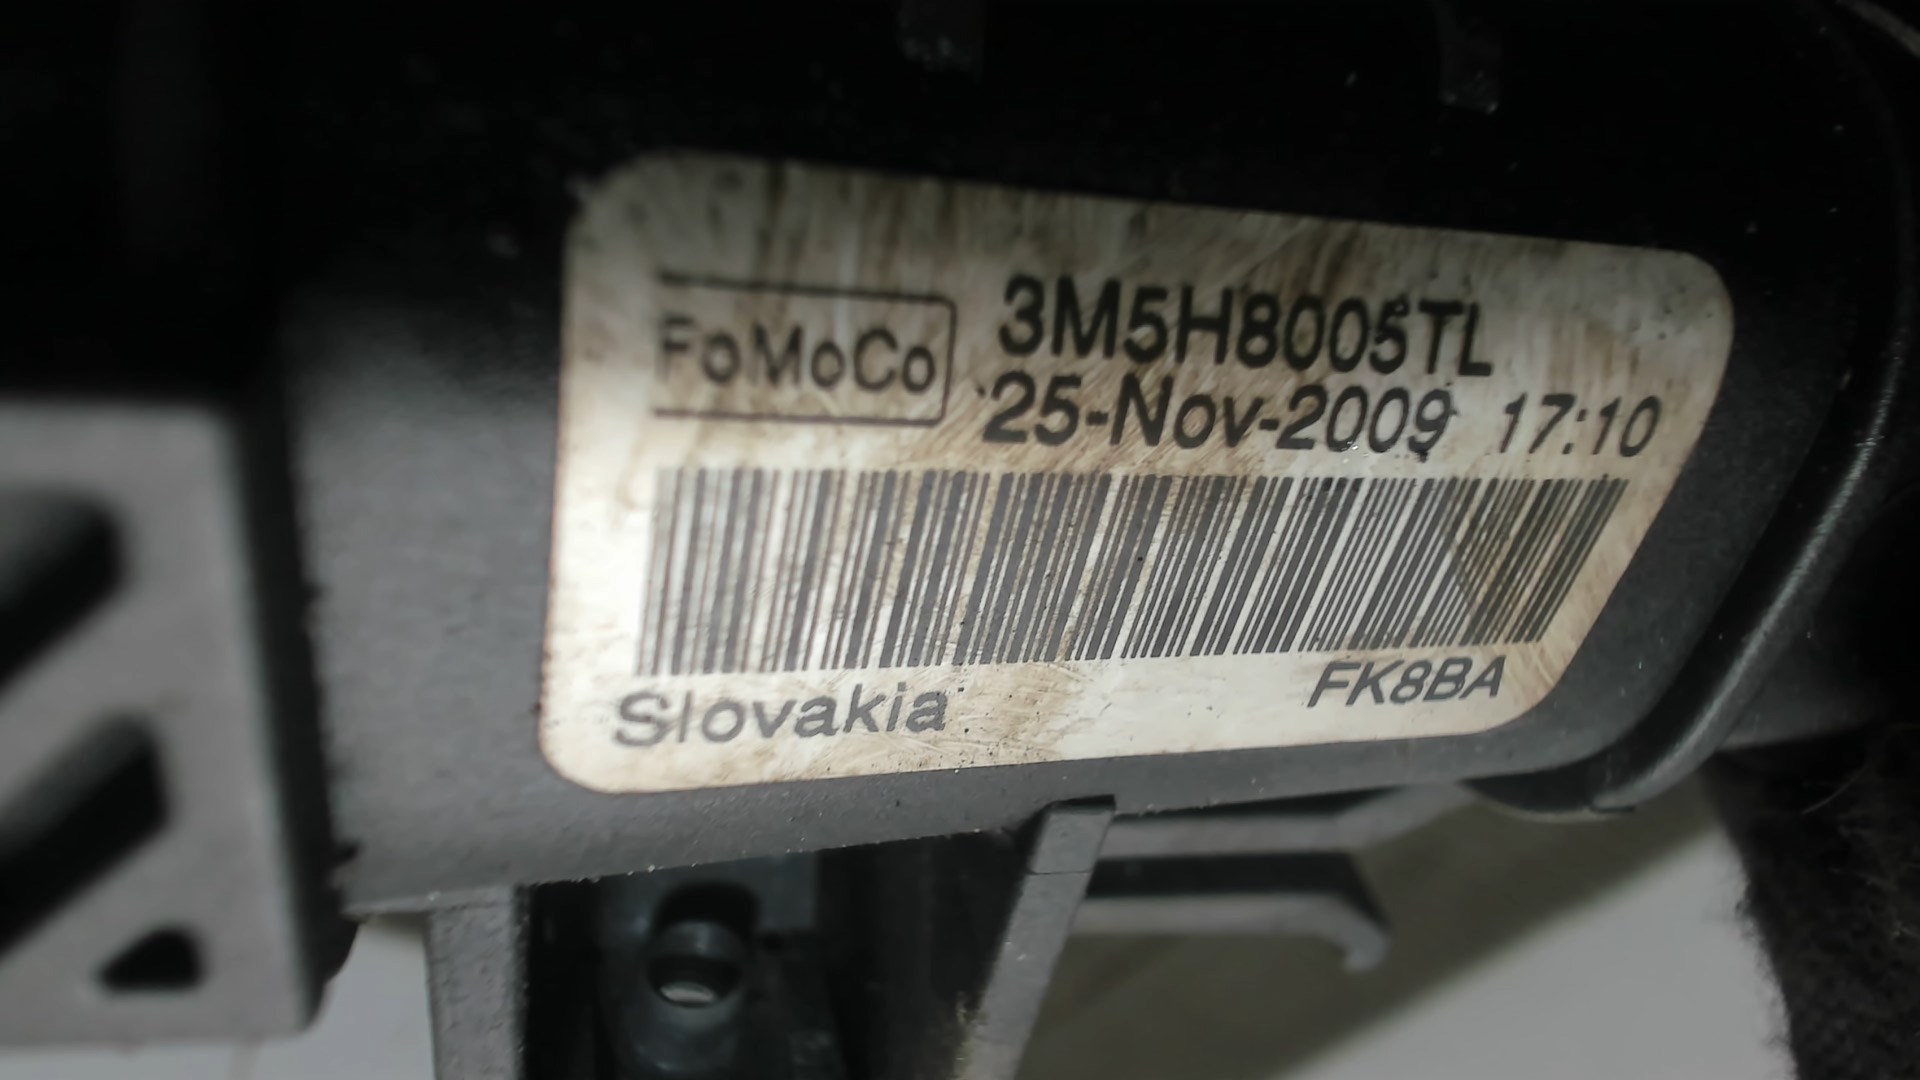 FoMoCo
3M5H8005TL
25-Nov-2009 17:10
Slovakia
FK8BA